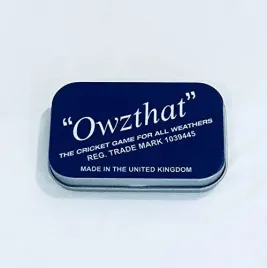 "Owzthat"
THE CRICKET GAME FOR ALL WEATHERS
REG. TRADE MARK 1039445
MADE IN THE UNITED KINGDOM